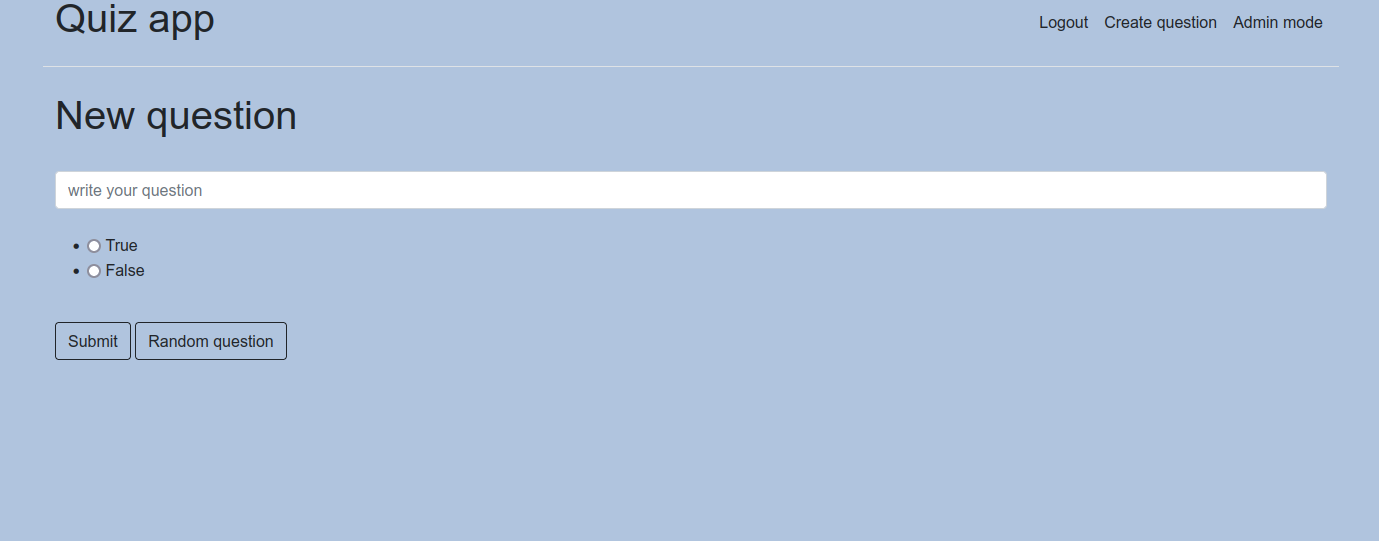 Quiz app
Logout Create question Admin mode
New question
write your question
True
False
Submit Random question